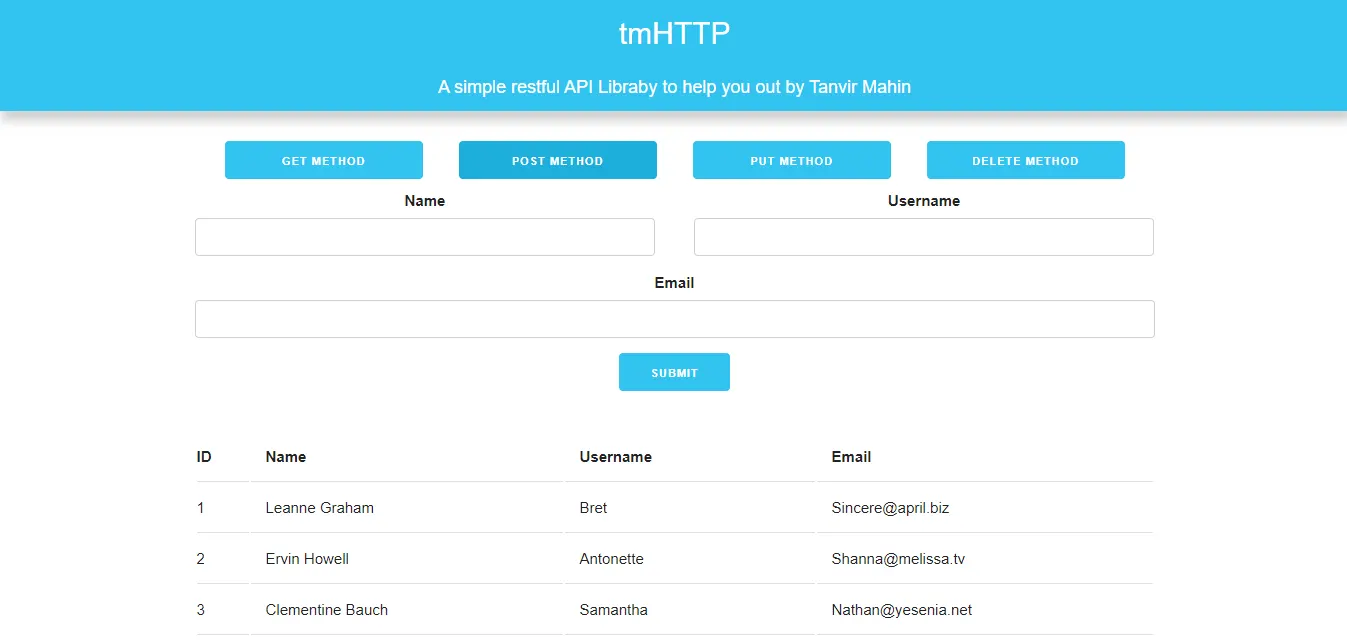 tmHTTP
A simple restful API Libraby to help you out by Tanvir Mahin
GET METHOD POST METHOD PUT METHOD DELETE METHOD
Name Username
Email
SUBMIT
ID Name Username Email
1 Leanne Graham Bret Sincere@april.biz
2 Ervin Howell Antonette Shanna@melissa.tv
3 Clementine Bauch Samantha Nathan@yesenia.net